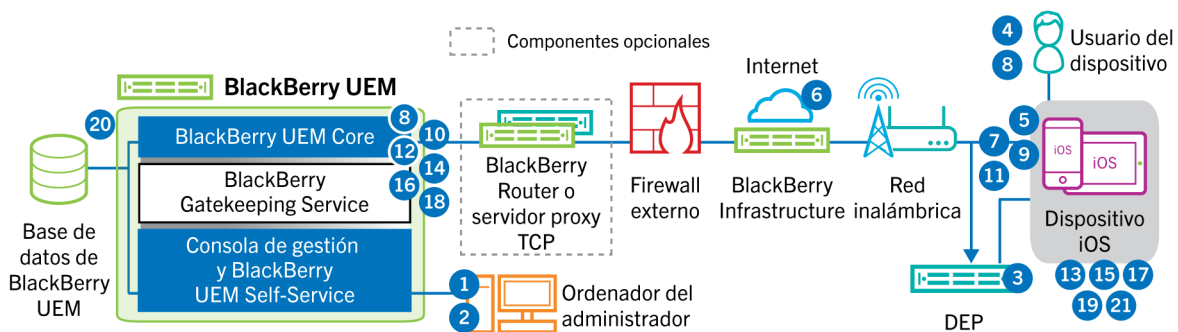 Componentes opcionales
BlackBerry UEM
20
BlackBerry UEM Core
8
10
12
14
BlackBerry
Gatekeeping Service
16
18
Consola de gestión
y BlackBerry
UEM Self-Service
Base de
datos de
BlackBerry
UEM
1
2
Ordenador del
administrador
BlackBerry
Router o
servidor proxy
TCP
Firewall
externo
Internet
6
BlackBerry
Infrastructure
Red
inalámbrica
4
8
Usuario del
dispositivo
5
7
9
11
iOS
iOS
Dispositivo
iOS
13 15 17
19 21
3
DEP